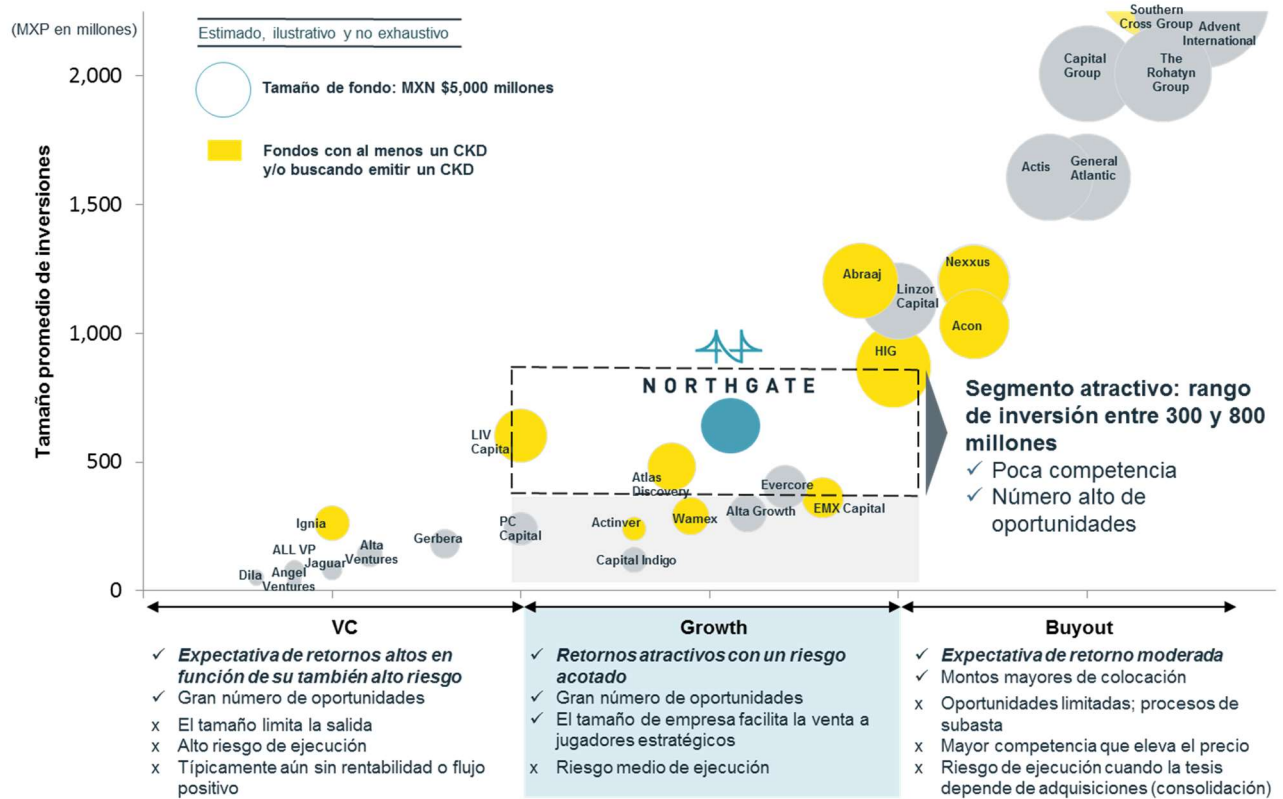 (MXP en millones)
Estimado, ilustrativo y no exhaustivo
Tamaño de fondo: MXN $5,000 millones
Fondos con al menos un CKD
y/o buscando emitir un CKD
Tamaño promedio de inversiones
2,000
1,500
1,000
500
0
Southern
Cross Group
Advent
International
Capital
Group
The
Rohatyn
Group
Actis
General
Atlantic
Abraaj
Linzor
Capital
Nexxus
Acon
HIG
NORTHGATE
LIV
Capital
Atlas
Discovery
Evercore
EMX Capital
Alta Growth
Wamex
Actinver
Capital Indigo
PC
Capital
Gerbera
Ignia
Alta
Ventures
ALL VP
Jaguar
Angel
Ventures
Dila
Segmento atractivo: rango
de inversión entre 300 y 800
millones
✓ Poca competencia
✓ Número alto de
oportunidades
VC
✓ Expectativa de retornos altos en
función de su también alto riesgo
✓ Gran número de oportunidades
x El tamaño limita la salida
x Alto riesgo de ejecución
x Típicamente aún sin rentabilidad o flujo
positivo
Growth
✓ Retornos atractivos con un riesgo
acotado
✓ Gran número de oportunidades
✓ El tamaño de empresa facilita la venta a
jugadores estratégicos
x Riesgo medio de ejecución
Buyout
✓ Expectativa de retorno moderada
✓ Montos mayores de colocación
x Oportunidades limitadas; procesos de
subasta
x Mayor competencia que eleva el precio
x Riesgo de ejecución cuando la tesis
depende de adquisiciones (consolidación)